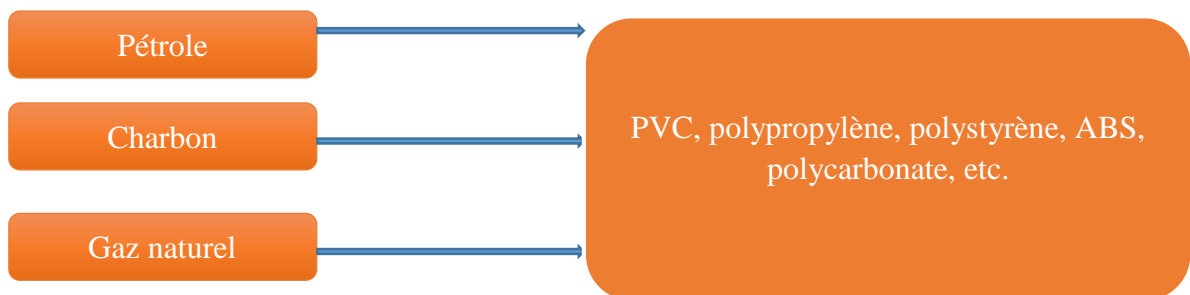 Pétrole
Charbon
Gaz naturel
PVC, polypropylène, polystyrène, ABS,
polycarbonate, etc.